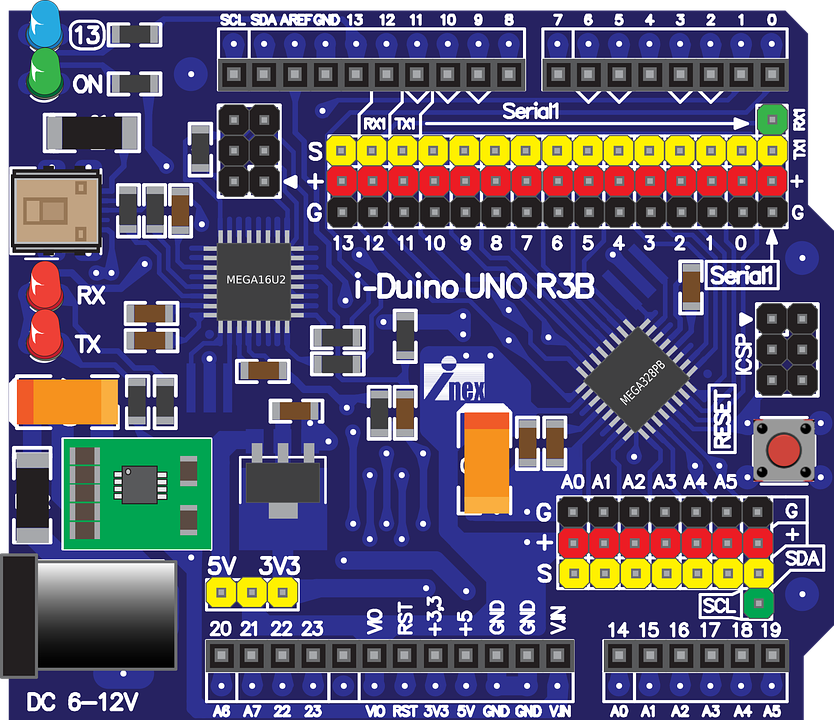 SCL SDA AREF GND 13 12 11 10 9 8 7 6 5 4 3 2 1 0
13
ON
Serial1
RX1 TX1
RX1
TX1
S
+ +
G G
13 12 11 10 9 8 7 6 5 4 3 2 1 0
Serial1
MEGA16U2
i-Duino UNO R3B
RX
TX
ICSP
MEGA328PB
inex
RESET
A0 A1 A2 A3 A4 A5
G G
+ +
S SDA
SCL
5V 3V3
20 21 22 23 VIO RST +3,3 +5 GND GND V.IN 14 15 16 17 18 19
DC 6-12V
A6 A7 22 23 VIO RST 3V3 5V GND GND V.IN A0 A1 A2 A3 A4 A5